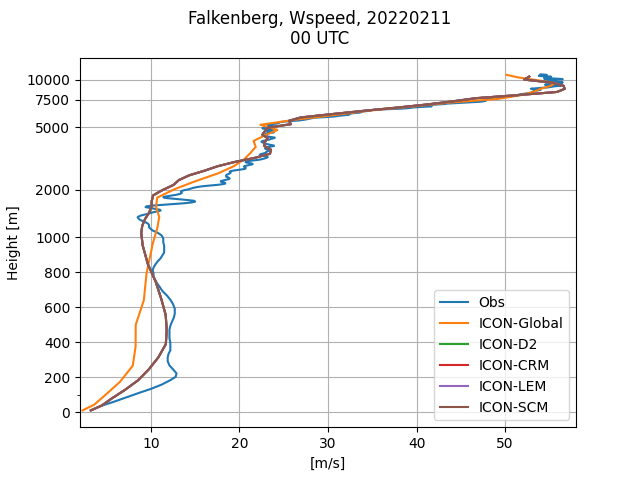 Falkenberg, Wspeed, 20220211
00 UTC
10000
7500
5000
2000
1000
800
600
400
200
0
Height [m]
10
20
30
40
50
[m/s]
Obs
ICON-Global
ICON-D2
ICON-CRM
ICON-LEM
ICON-SCM